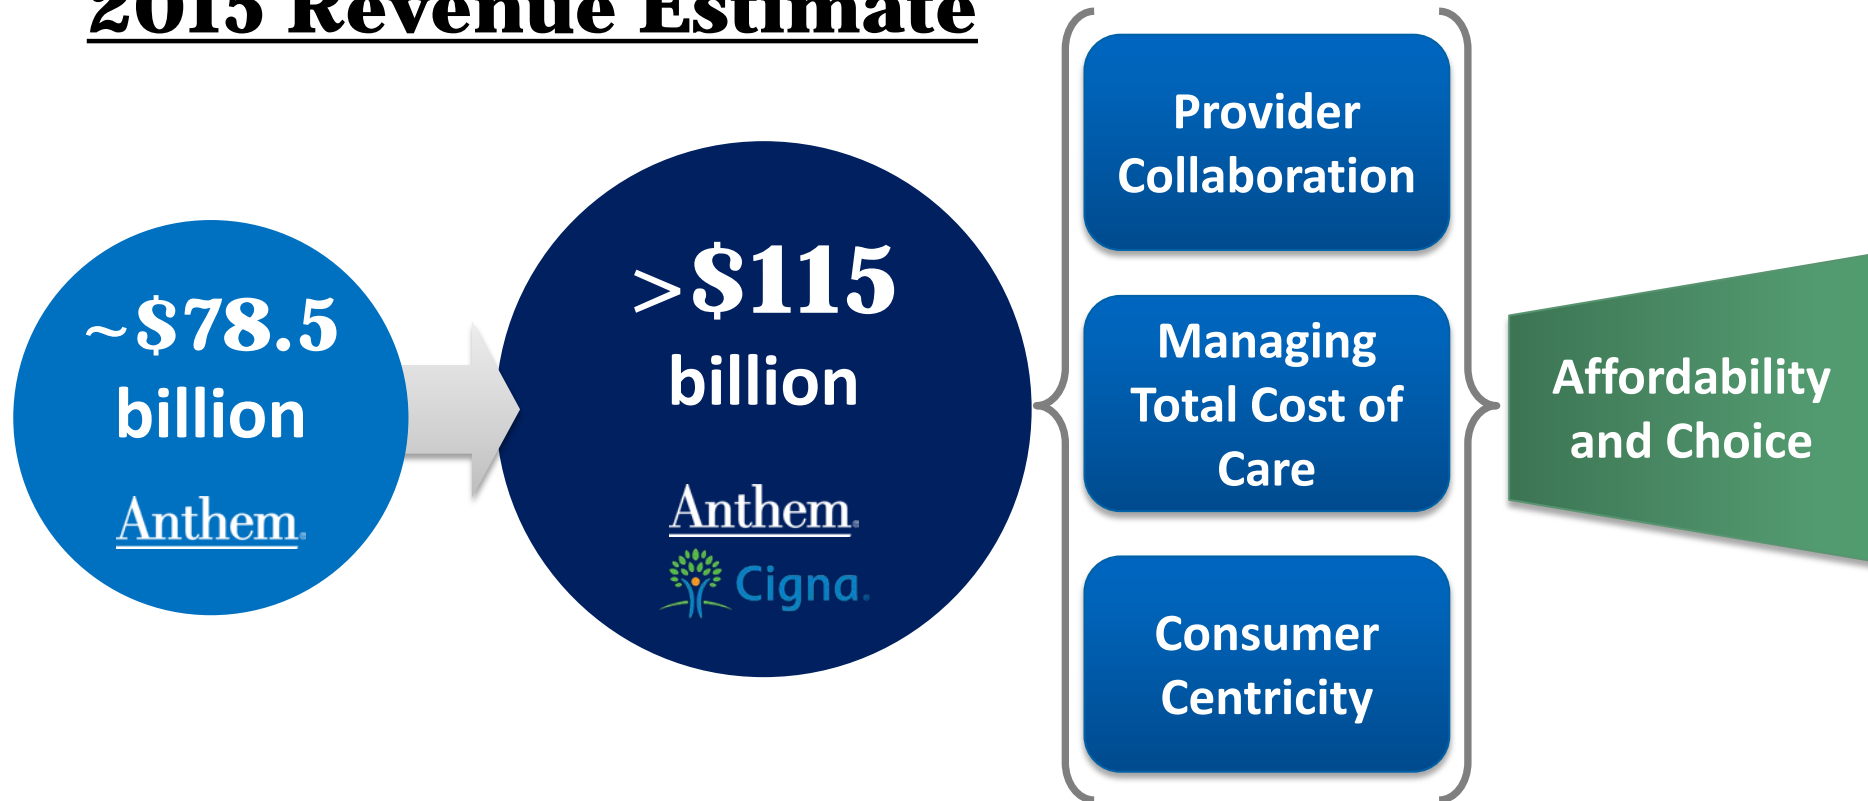 2015 Revenue Estimate
~$78.5
billion
Anthem®
>$115
billion
Anthem®
Cigna®
Provider
Collaboration
Managing
Total Cost of
Care
Consumer
Centricity
Affordability
and Choice